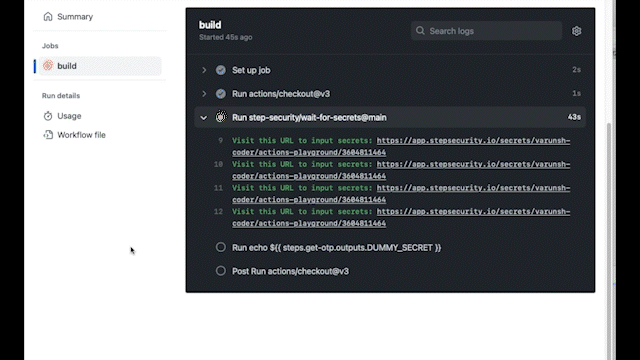 Summary
Jobs
build
Run details
Usage
Workflow file
build
Started 45s ago
Search logs
Set up job 2s
Run actions/checkout@v3 1s
Run step-security/wait-for-secrets@main 43s
9 Visit this URL to input secrets: https://app.stepsecurity.io/secrets/varunsh-
coder/actions-playground/3604811464
10 Visit this URL to input secrets: https://app.stepsecurity.io/secrets/varunsh-
coder/actions-playground/3604811464
11 Visit this URL to input secrets: https://app.stepsecurity.io/secrets/varunsh-
coder/actions-playground/3604811464
12 Visit this URL to input secrets: https://app.stepsecurity.io/secrets/varunsh-
coder/actions-playground/3604811464
Run echo ${{ steps.get-otp.outputs.DUMMY_SECRET }}
Post Run actions/checkout@v3